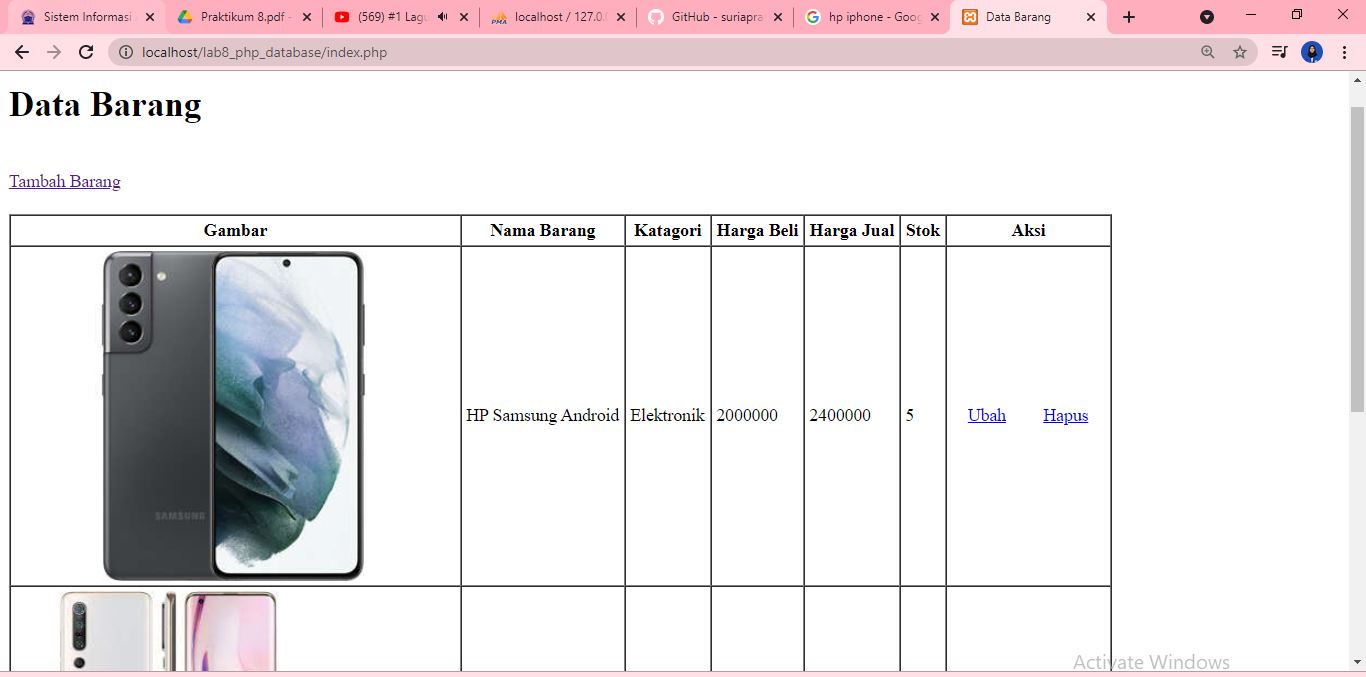 Sistem Informasi
Praktikum 8.pdf -
(569) #1 Lagu
PMA
localhost / 127.0.
GitHub - suriapra
hp iphone - Goog
Data Barang
localhost/lab8_php_database/index.php
Data Barang
Tambah Barang
Gambar Nama Barang Katagori Harga Beli Harga Jual Stok Aksi
SAMSUNG
HP Samsung Android Elektronik 2000000 2400000 5 Ubah Hapus
Activate Windows